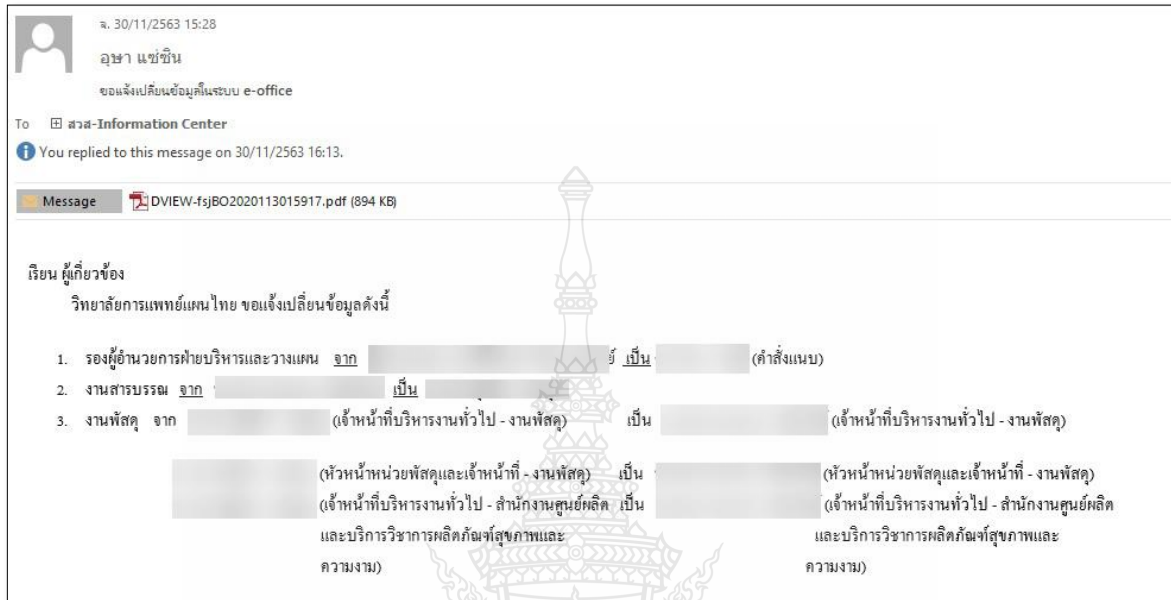 จ. 30/11/2563 15:28
อุษา แซ่ซิน
ขอแจ้งเปลี่ยนข้อมูลในระบบ e-office
To สวส-Information Center
You replied to this message on 30/11/2563 16:13.
Message DVIEW-fsjBO2020113015917.pdf (894 KB)
เรียน ผู้เกี่ยวข้อง
วิทยาลัยการแพทย์แผนไทย ขอแจ้งเปลี่ยนข้อมูลดังนี้
1. รองผู้อำนวยการฝ่ายบริหารและวางแผน จาก เป็น (คำสั่งแนบ)
2. งานสารบรรณ จาก เป็น
3. งานพัสดุ จาก (เจ้าหน้าที่บริหารงานทั่วไป - งานพัสดุ) เป็น (เจ้าหน้าที่บริหารงานทั่วไป - งานพัสดุ)
(หัวหน้าหน่วยพัสดุและเจ้าหน้าที่ - งานพัสดุ) เป็น (หัวหน้าหน่วยพัสดุและเจ้าหน้าที่ - งานพัสดุ)
(เจ้าหน้าที่บริหารงานทั่วไป - สำนักงานศูนย์ผลิต เป็น (เจ้าหน้าที่บริหารงานทั่วไป - สำนักงานศูนย์ผลิต
และบริการวิชาการผลิตภัณฑ์สุขภาพและ และบริการวิชาการผลิตภัณฑ์สุขภาพและ
ความงาม) ความงาม)